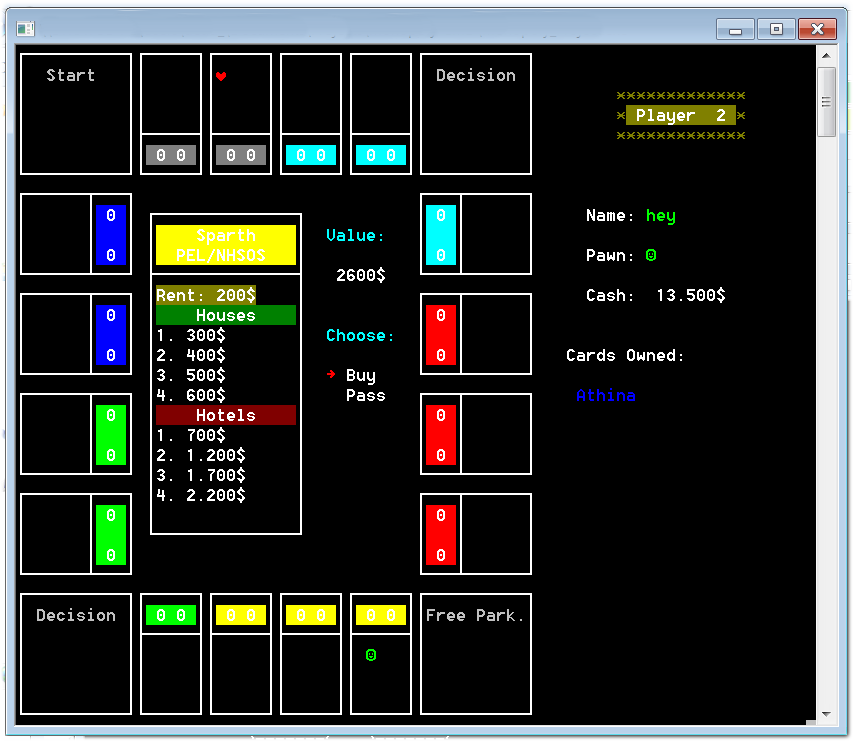 Start
Decision
0 0
0 0
0 0
0 0
*************
* Player 2 *
*************
0
0
0
0
Sparth
PEL/NHSOS
Rent: 200$
Houses
1. 300$
2. 400$
3. 500$
4. 600$
Hotels
1. 700$
2. 1.200$
3. 1.700$
4. 2.200$
Value:
2600$
Choose:
Buy
Pass
Name: hey
Pawn:
Cash: 13.500$
Cards Owned:
Athina
0
0
0
0
0
0
0
0
0
0
0
0
Decision
0 0
0 0
0 0
0 0
Free Park.